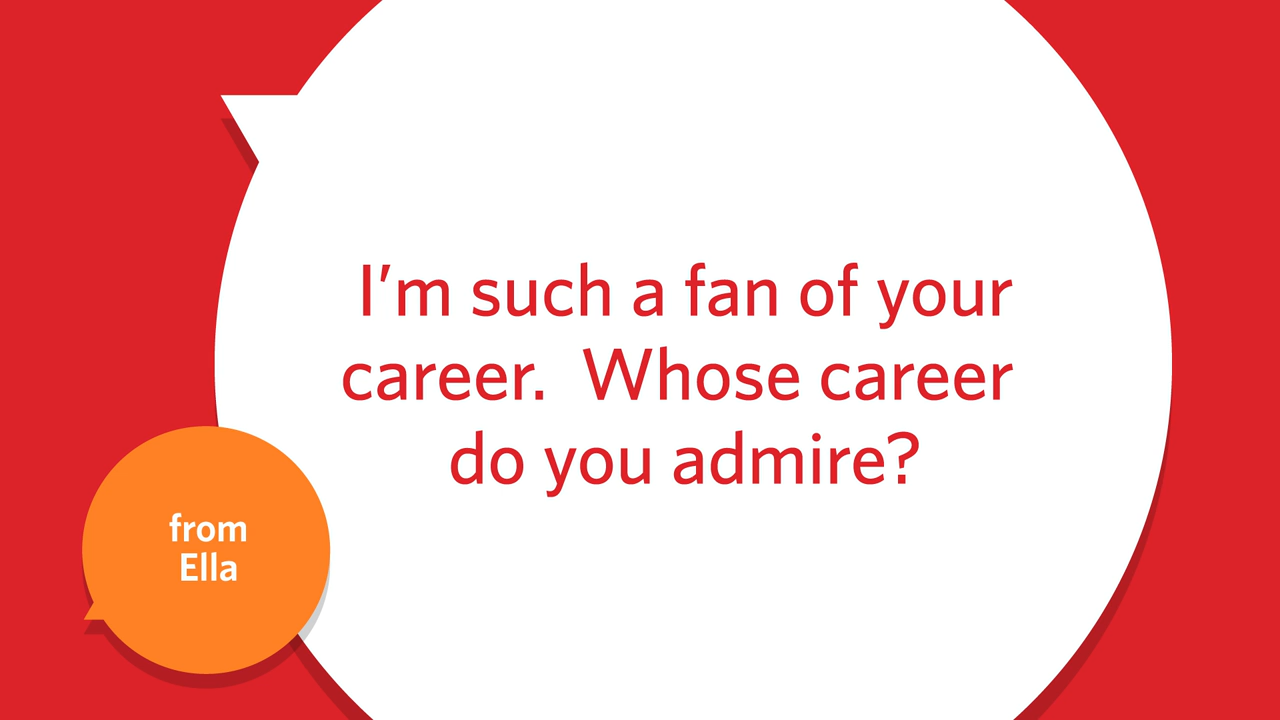 I’m such a fan of your
career.  Whose career
do you admire?
from
Ella